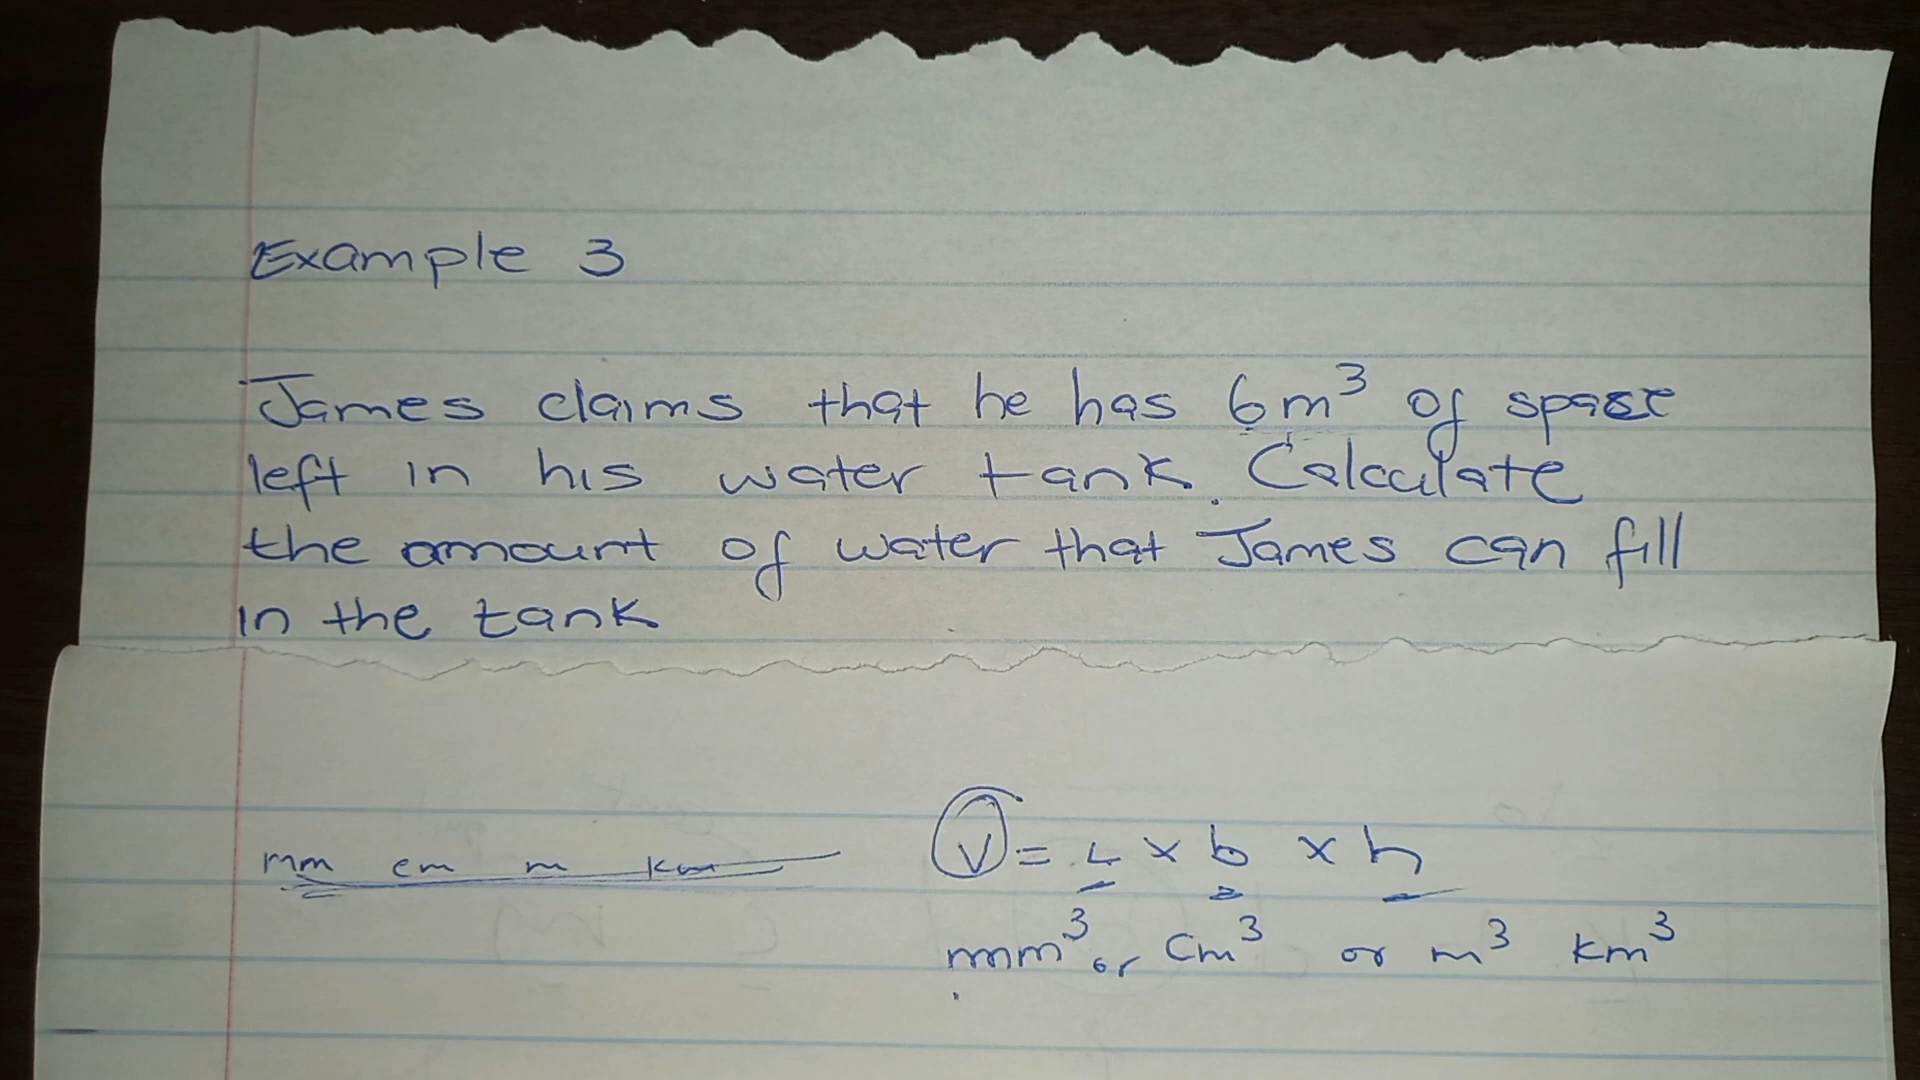 Example 3
James claims that he has 6m³ of space
left in his water tank. Calculate
the amount of water that James can fill
in the tank
mm cm m km
V = L x b x h
mm³ or cm³ or m³ km³